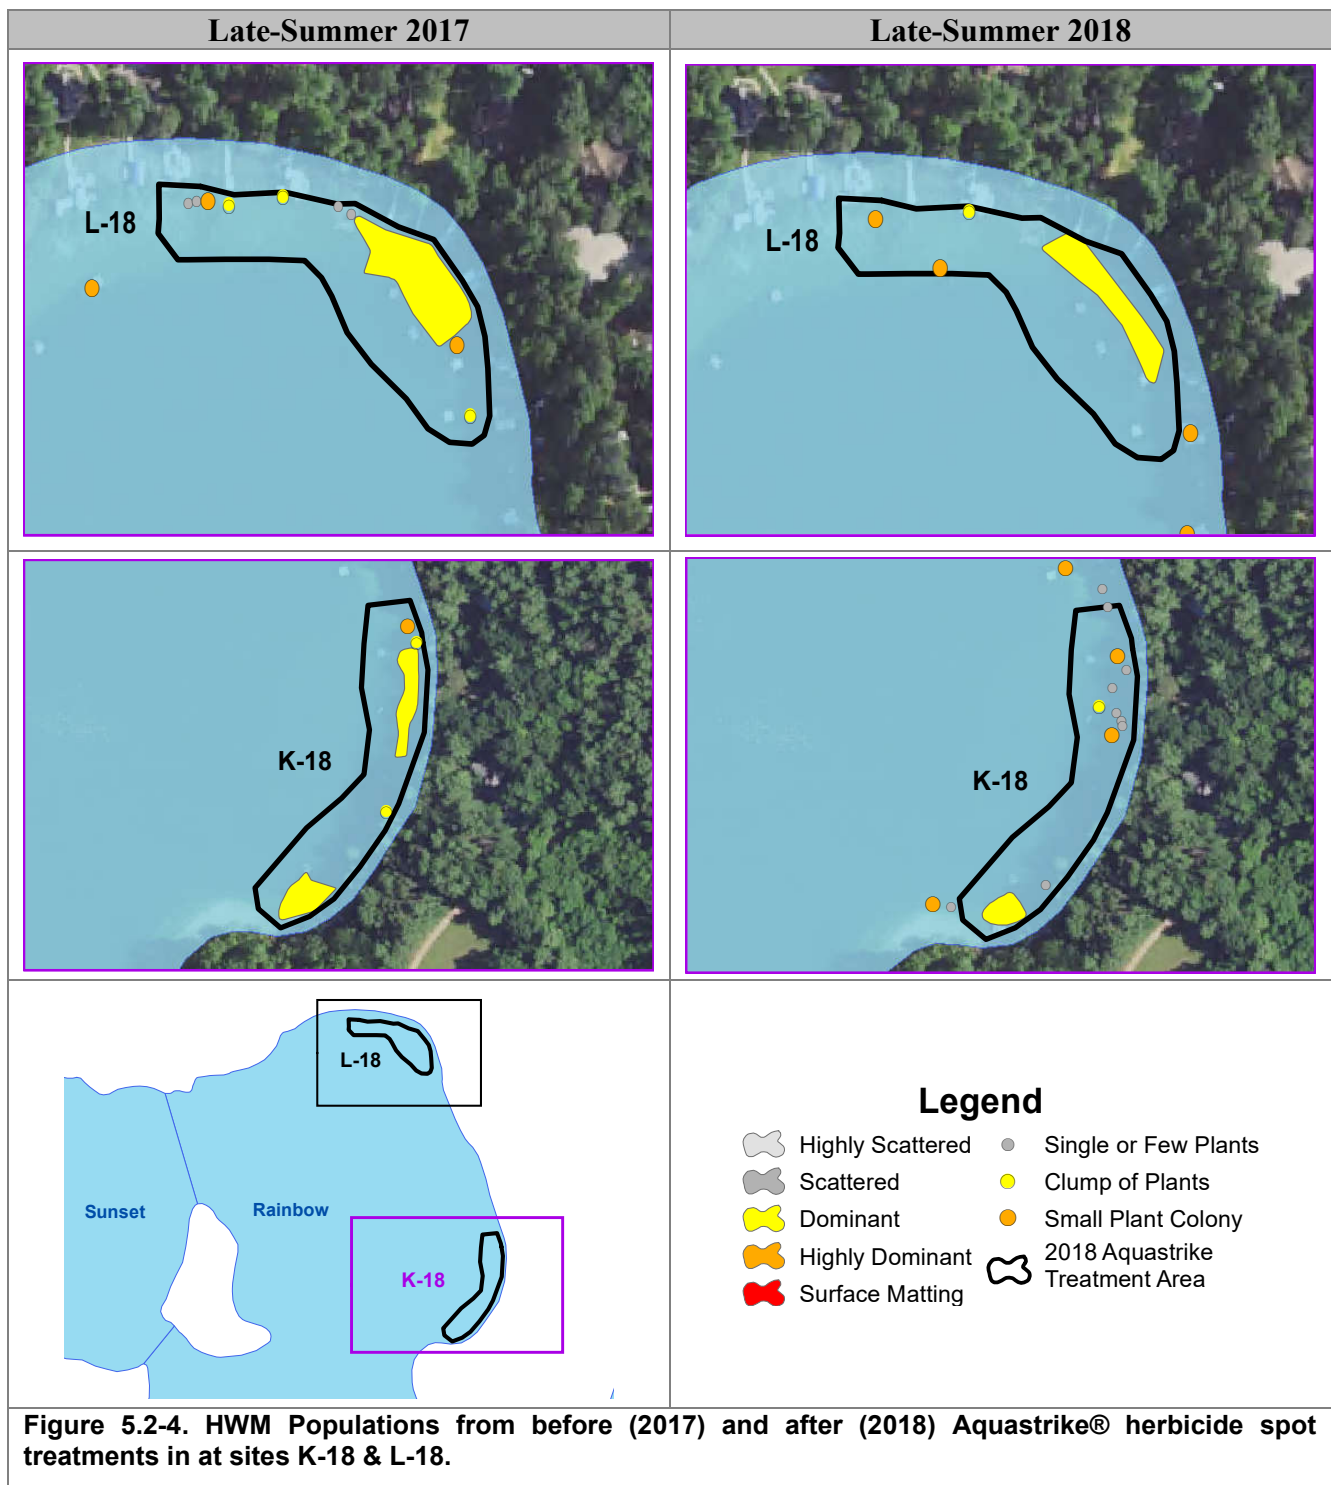 Late-Summer 2017
Late-Summer 2018
L-18
L-18
K-18
K-18
L-18
Sunset
Rainbow
K-18
Legend
Highly Scattered
Scattered
Dominant
Highly Dominant
Surface Matting
Single or Few Plants
Clump of Plants
Small Plant Colony
2018 Aquastrike
Treatment Area
Figure 5.2-4. HWM Populations from before (2017) and after (2018) Aquastrike® herbicide spot
treatments in at sites K-18 & L-18.